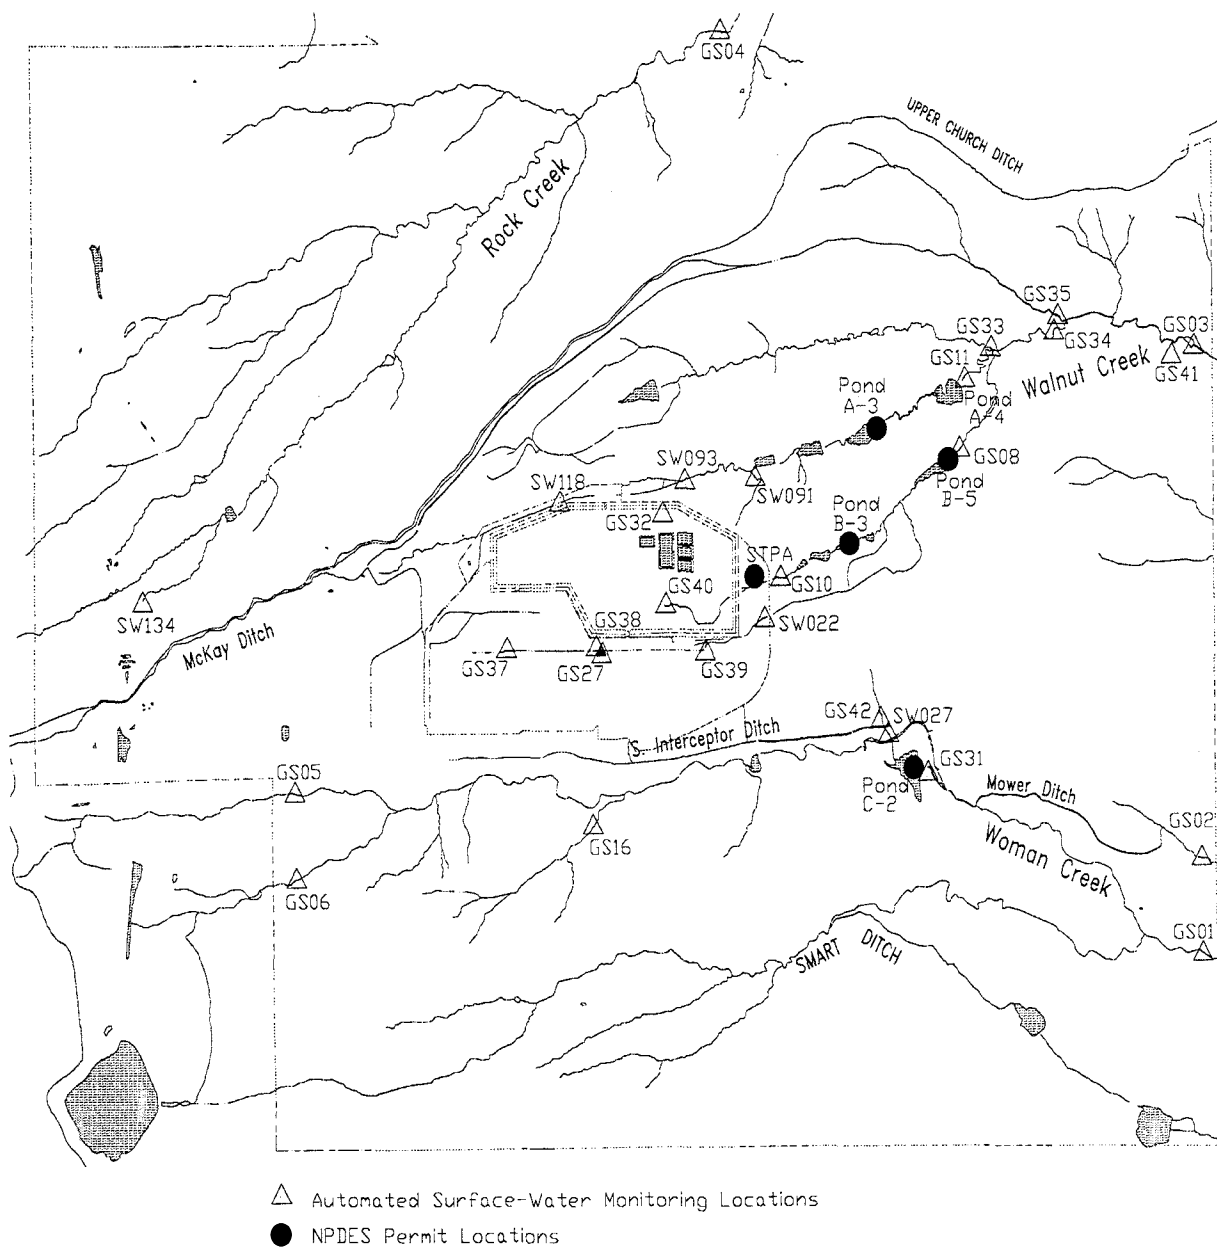 GS04
UPPER CHURCH DITCH
Rock Creek
GS35
GS33
GS03
GS34
GS11
GS41
Walnut Creek
Pond
A-3
Pond
A-4
SW093
GS08
SW118
SW091
Pond
B-5
Pond
B-3
GS32
STPA
GS40
GS10
SW134
McKay Ditch
GS38
SW022
GS37
GS27
GS39
GS42
SW027
S. Interceptor Ditch
GS31
GS05
Pond
C-2
Mower Ditch
GS02
GS16
Woman Creek
GS06
GS01
SMART DITCH
Automated Surface-Water Monitoring Locations
NPDES Permit Locations